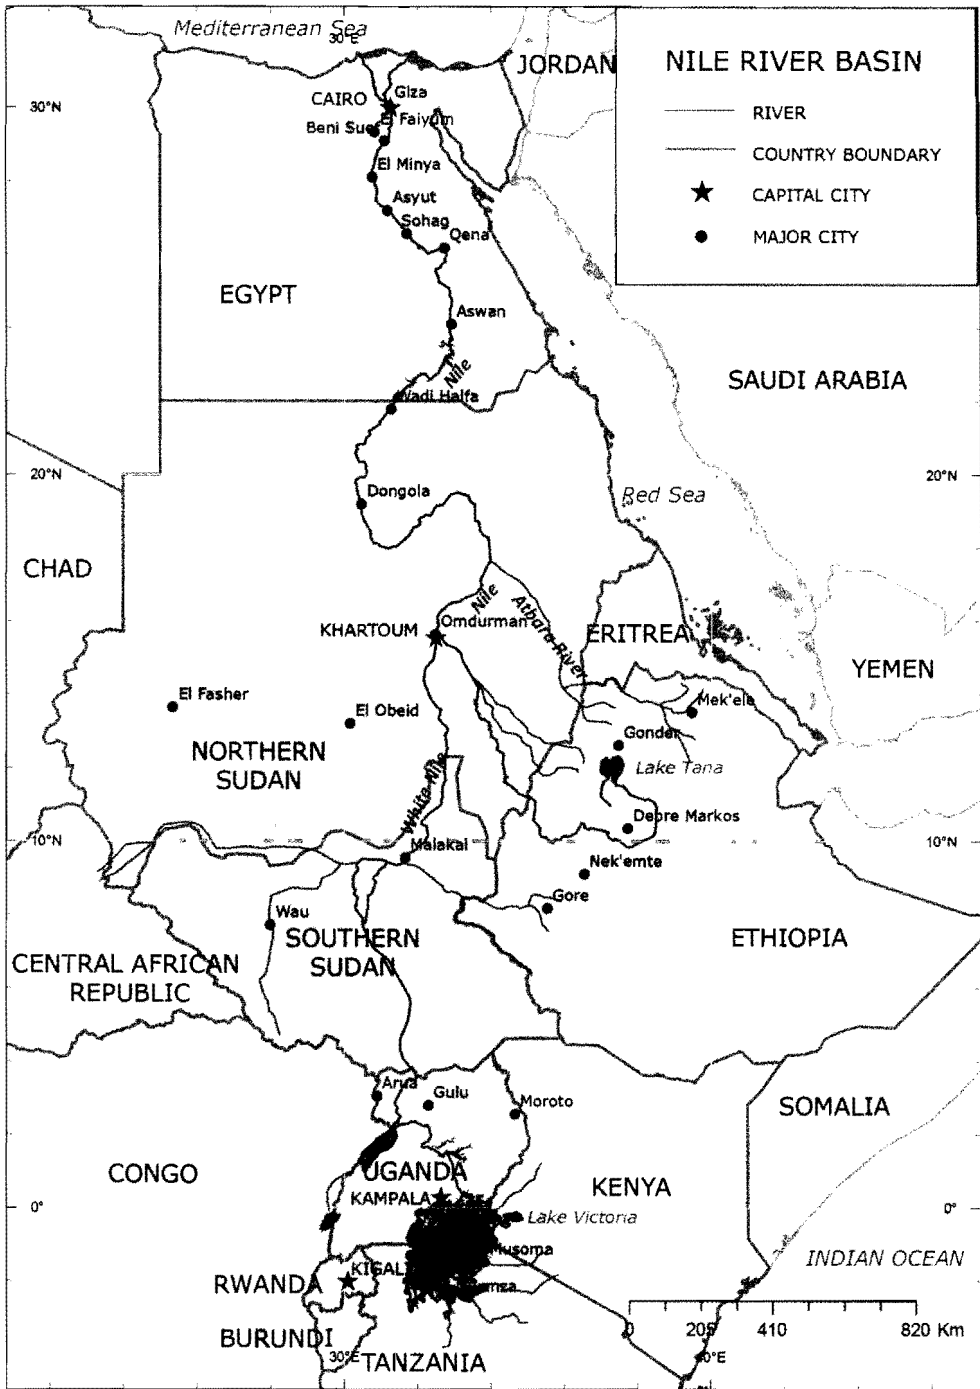 Mediterranean Sea
30°E
JORDAN
NILE RIVER BASIN
RIVER
COUNTRY BOUNDARY
CAPITAL CITY
MAJOR CITY
30°N
CAIRO
Giza
El Faiyum
Beni Suef
El Minya
Asyut
Sohag
Qena
EGYPT
Aswan
Nile
SAUDI ARABIA
Wadi Halfa
20°N
20°N
Dongola
Red Sea
CHAD
Nile
Atbara River
KHARTOUM
Omdurman
ERITREA
YEMEN
El Fasher
El Obeid
Mek'ele
Gonder
NORTHERN
SUDAN
Lake Tana
White Nile
Debre Markos
10°N
10°N
Malakal
Nek'emte
Gore
Wau
SOUTHERN
SUDAN
ETHIOPIA
CENTRAL AFRICAN
REPUBLIC
Arua
Gulu
Moroto
SOMALIA
CONGO
UGANDA
KAMPALA
KENYA
0°
0°
Lake Victoria
Musoma
INDIAN OCEAN
KIGALI
RWANDA
BURUNDI
0 205 410 820 Km
30°E
TANZANIA